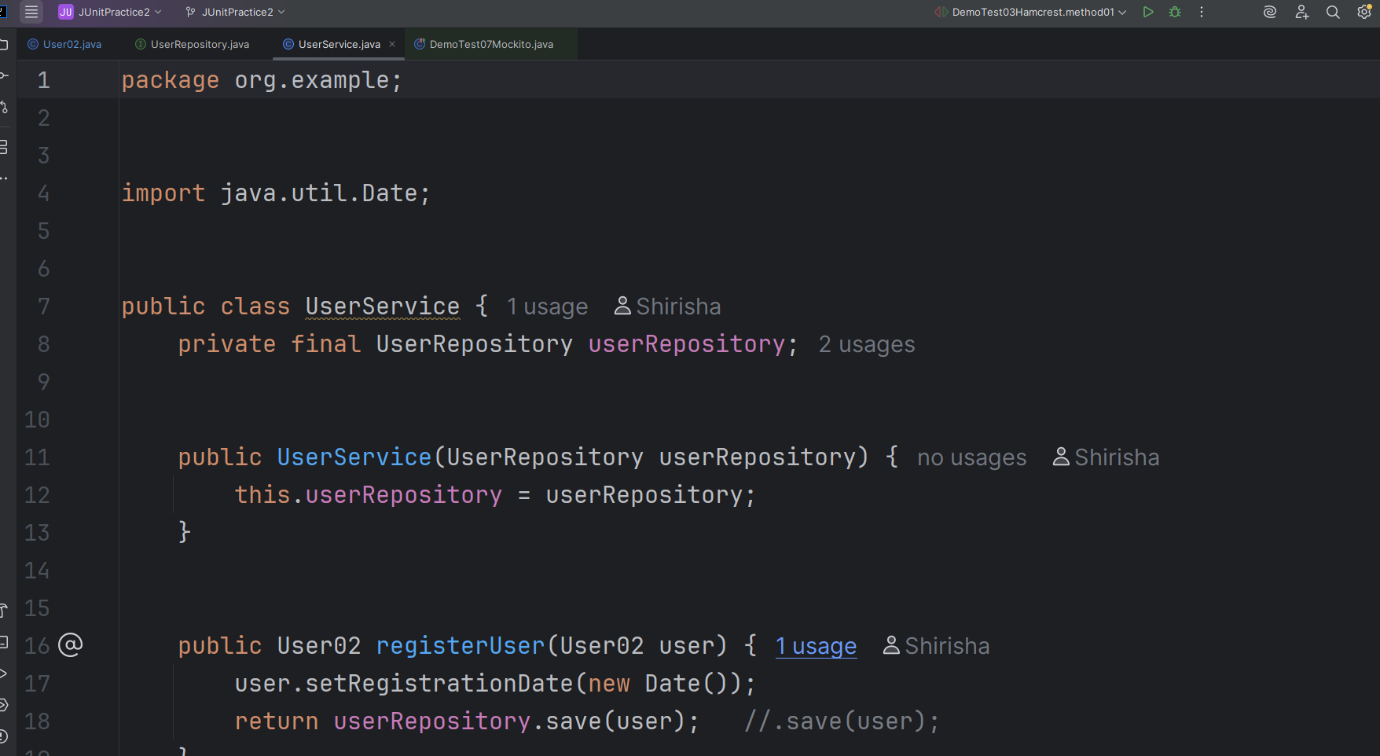 JU JUnitPractice2 JUnitPractice2 DemoTest03Hamcrest.method01
User02.java UserRepository.java UserService.java × DemoTest07Mockito.java
1 package org.example;
2
3
4 import java.util.Date;
5
6
7 public class UserService { 1 usage Shirisha
8 private final UserRepository userRepository; 2 usages
9
10
11 public UserService(UserRepository userRepository) { no usages Shirisha
12 this.userRepository = userRepository;
13 }
14
15
16 @ public User02 registerUser(User02 user) { 1 usage Shirisha
17 user.setRegistrationDate(new Date());
18 return userRepository.save(user); //.save(user);
19 }